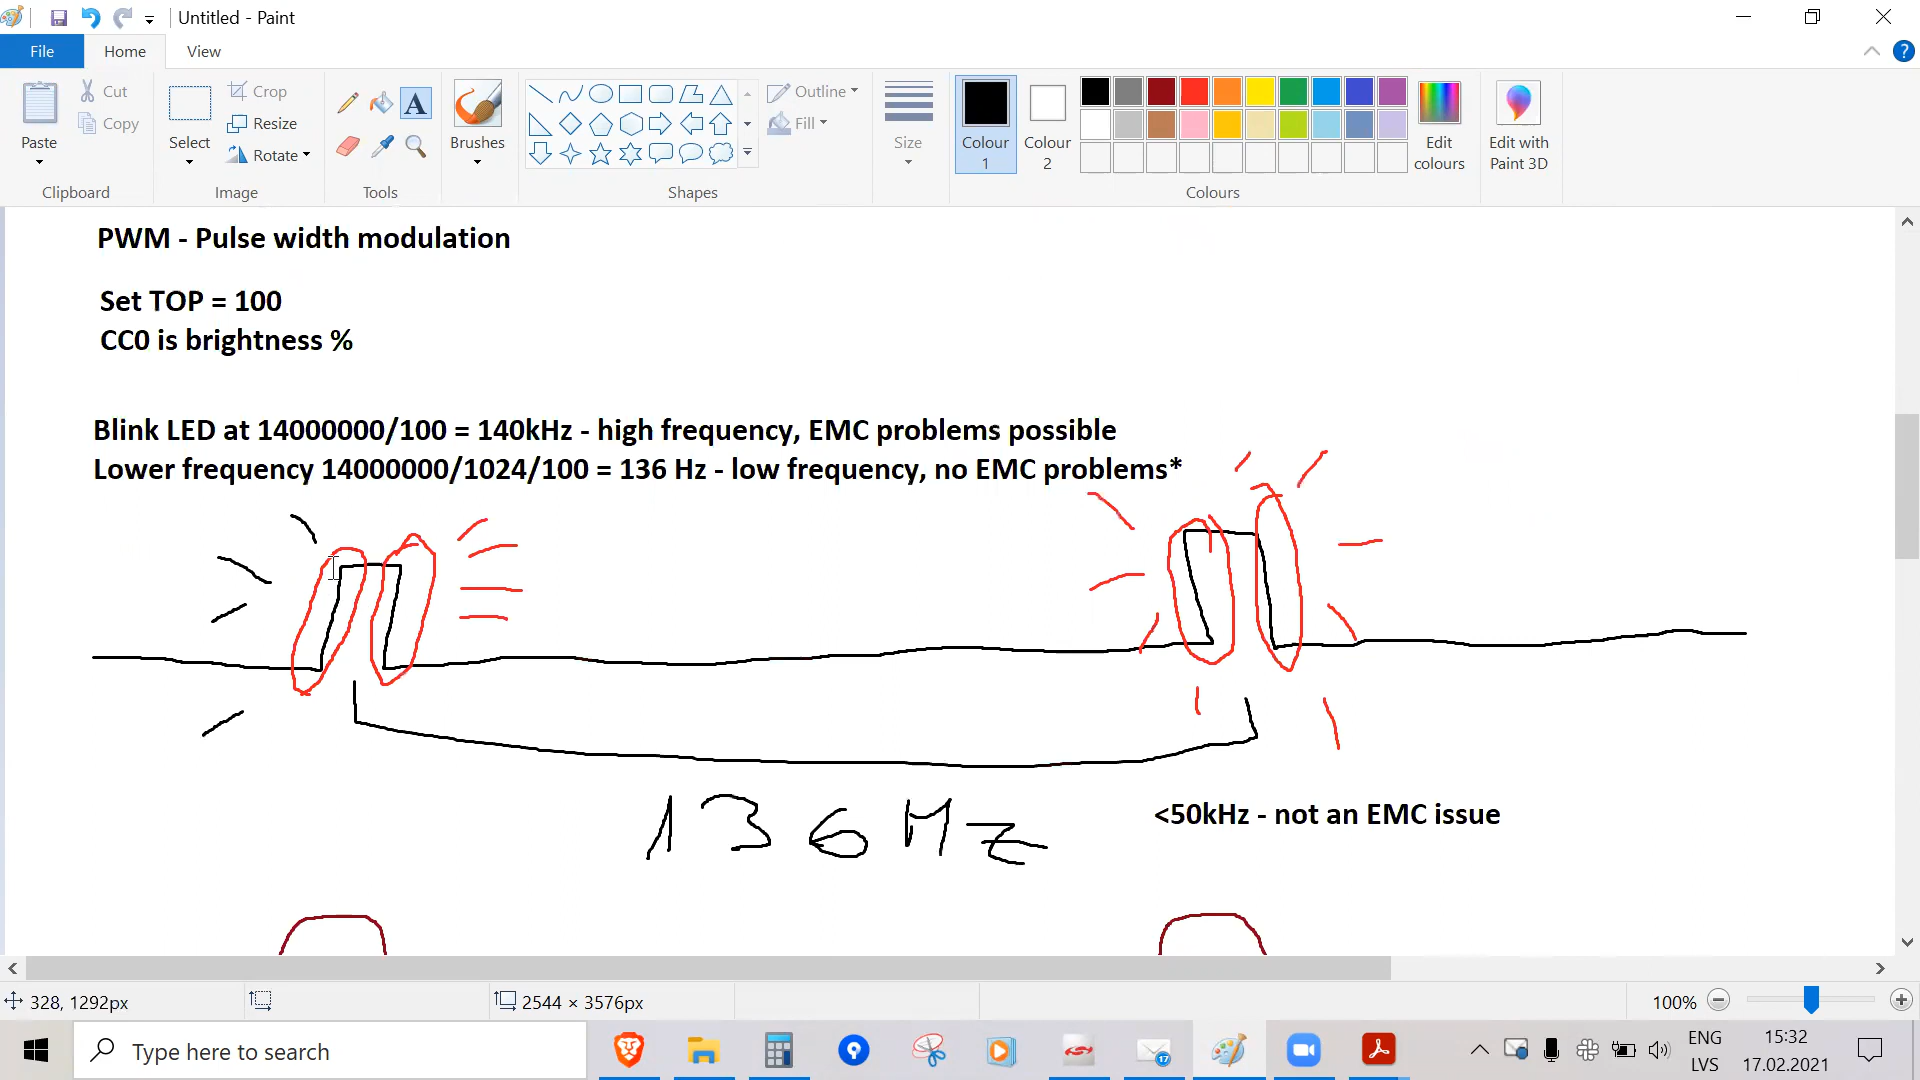 Untitled - Paint
File Home View
Paste
Cut
Copy
Clipboard
Select
Crop
Resize
Rotate
Image
Tools
Brushes
Outline
Fill
Shapes
Size
Colour 1
Colour 2
Edit colours
Colours
Edit with Paint 3D
PWM - Pulse width modulation
Set TOP = 100
CC0 is brightness %
Blink LED at 14000000/100 = 140kHz - high frequency, EMC problems possible
Lower frequency 14000000/1024/100 = 136 Hz - low frequency, no EMC problems*
136 Hz
<50kHz - not an EMC issue
328, 1292px
2544 × 3576px
100%
Type here to search
17
ENG
LVS
15:32
17.02.2021